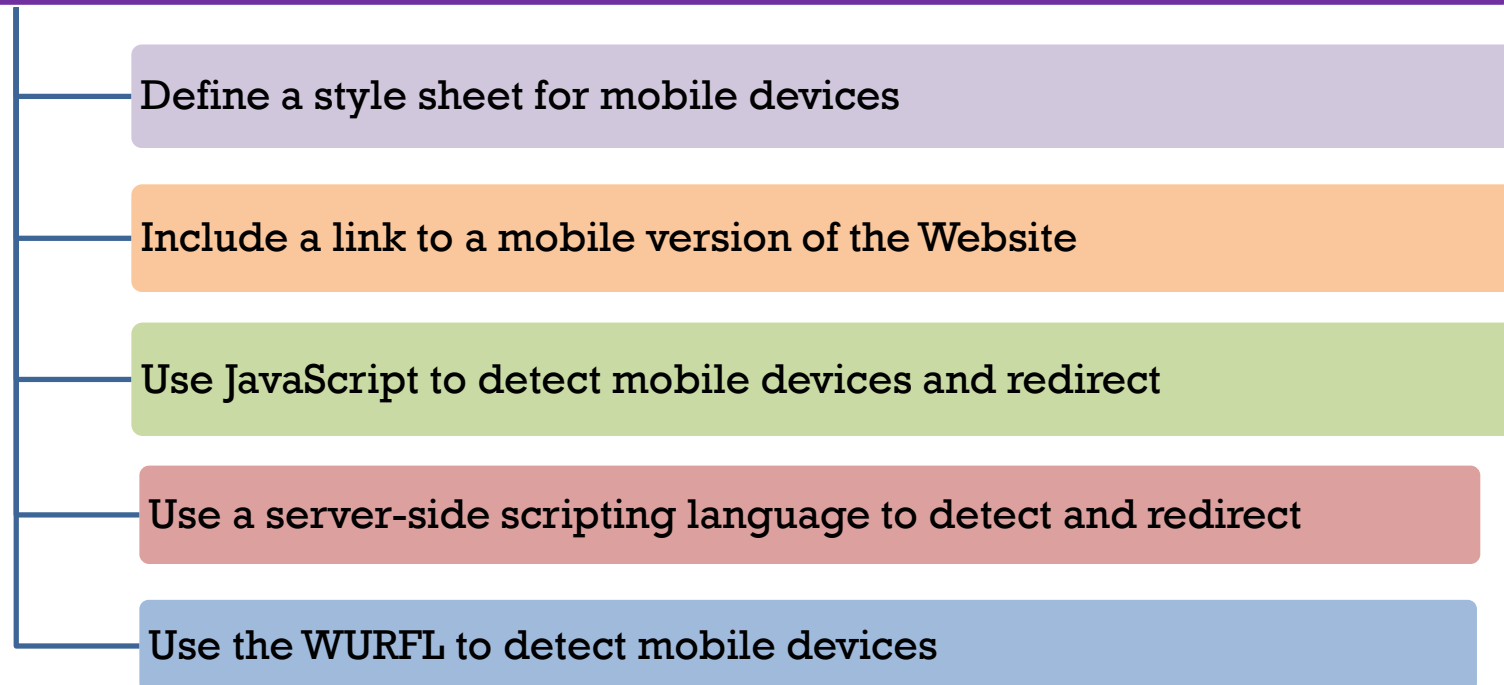 Define a style sheet for mobile devices
Include a link to a mobile version of the Website
Use JavaScript to detect mobile devices and redirect
Use a server-side scripting language to detect and redirect
Use the WURFL to detect mobile devices